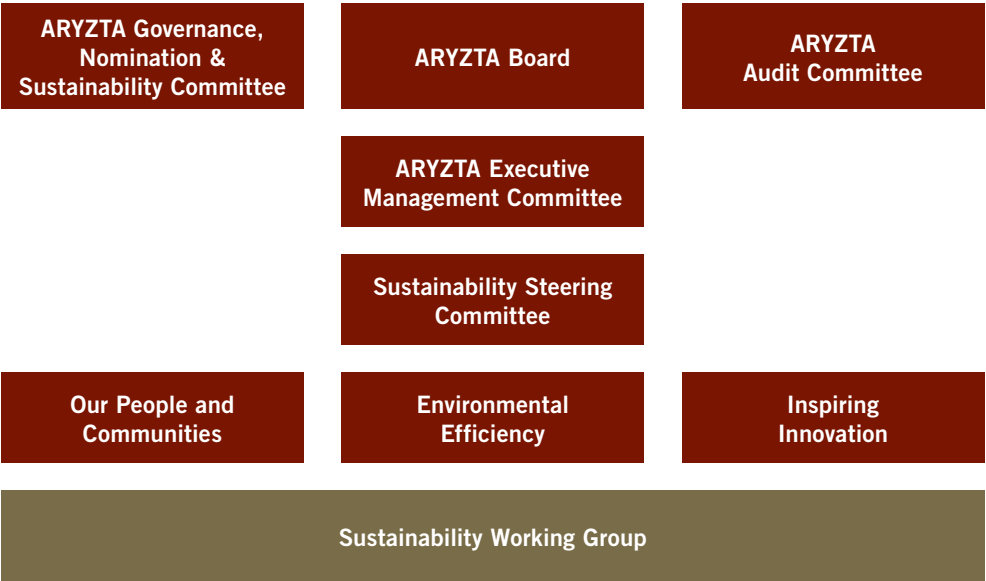 ARYZTA Governance,
Nomination &
Sustainability Committee
ARYZTA Board
ARYZTA
Audit Committee
ARYZTA Executive
Management Committee
Sustainability Steering
Committee
Our People and
Communities
Environmental
Efficiency
Inspiring
Innovation
Sustainability Working Group